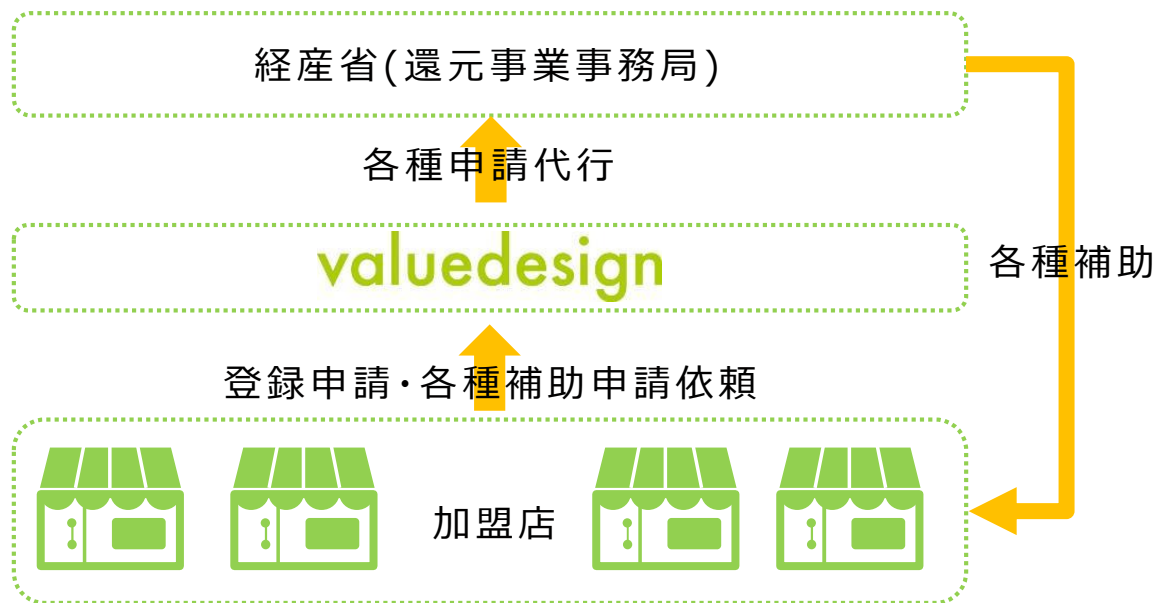 経産省(還元事業事務局)
各種申請代行
valuedesign
各種補助
登録申請・各種補助申請依頼
加盟店